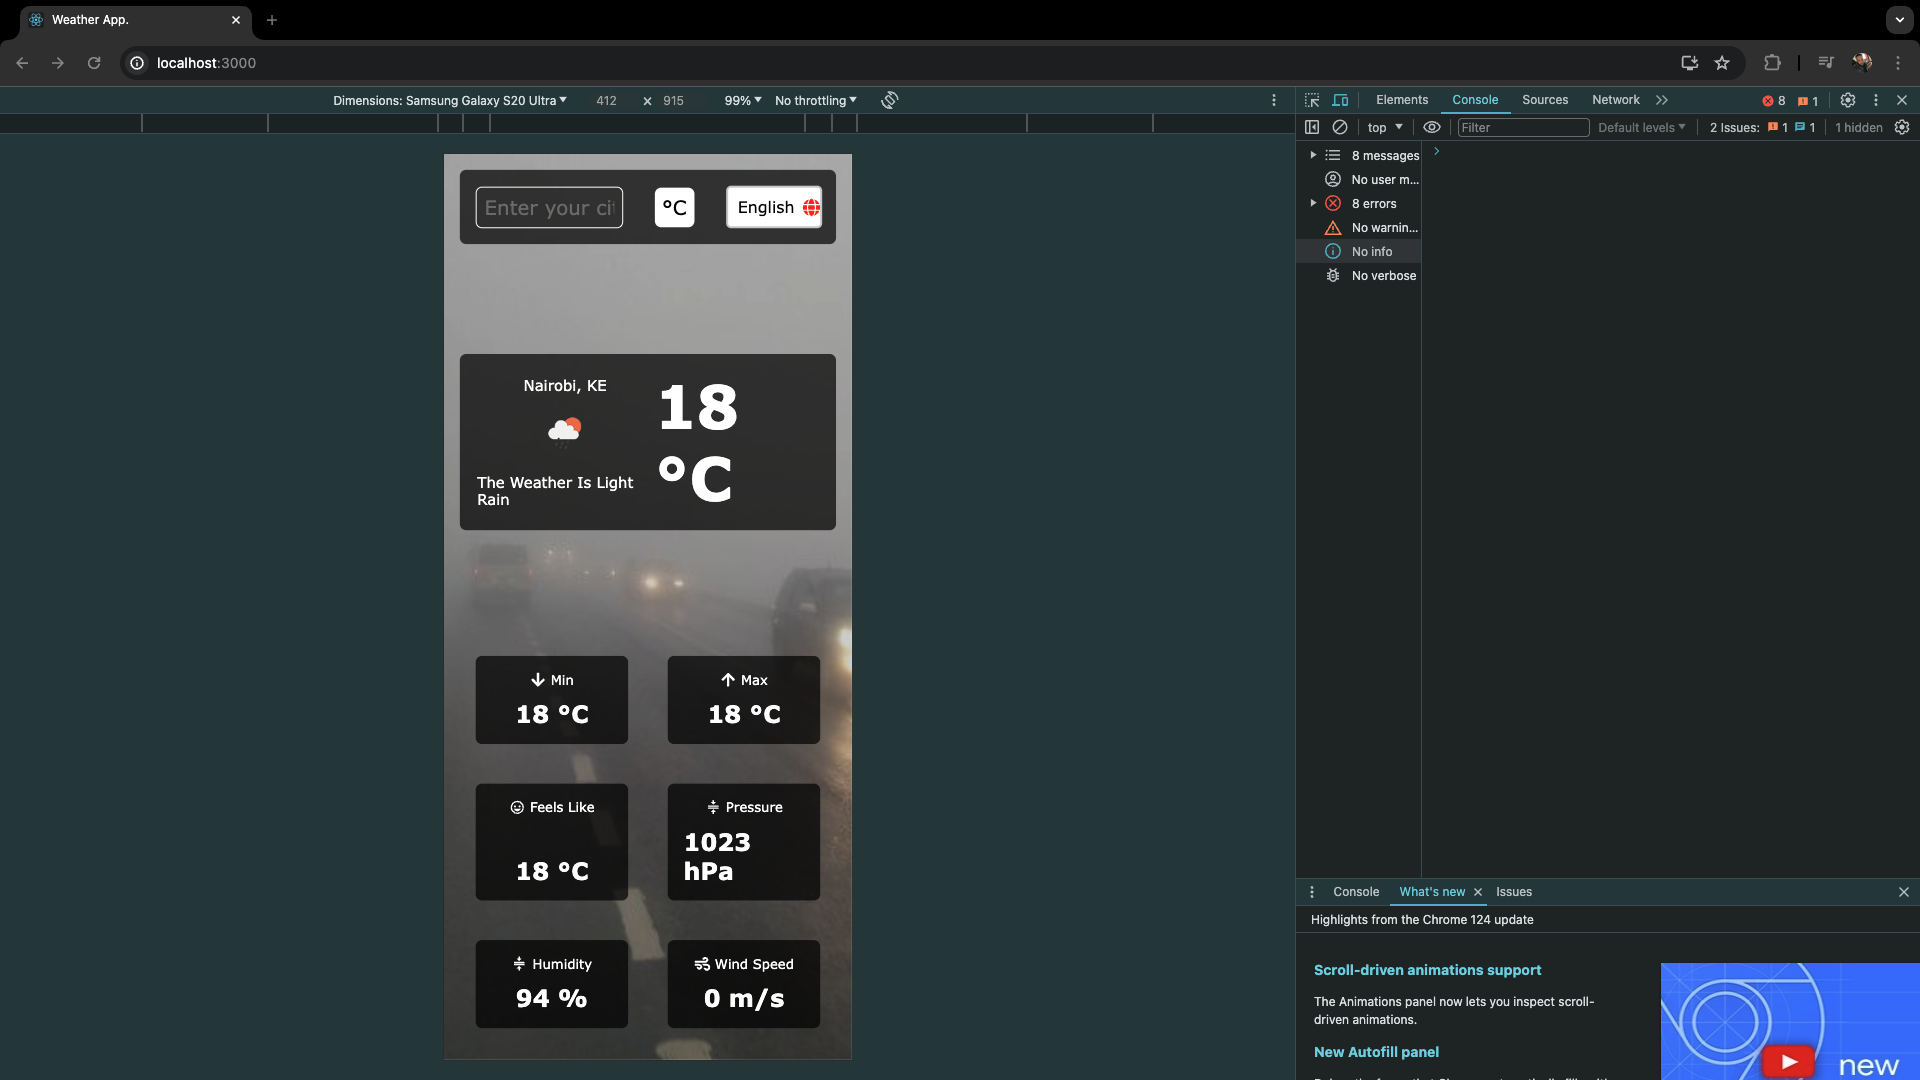 Weather App.
localhost:3000
Dimensions: Samsung Galaxy S20 Ultra
412 × 915
99%
No throttling
Elements
Console
Sources
Network
8
1
top
Filter
Default levels
2 Issues: 1 1
1 hidden
8 messages
No user m...
8 errors
No warnin...
No info
No verbose
Enter your cit
°C
English
Nairobi, KE
The Weather Is Light
Rain
18
°C
Min
18 °C
Max
18 °C
Feels Like
18 °C
Pressure
1023
hPa
Humidity
94 %
Wind Speed
0 m/s
Console
What's new
Issues
Highlights from the Chrome 124 update
Scroll-driven animations support
The Animations panel now lets you inspect scroll-
driven animations.
New Autofill panel
new